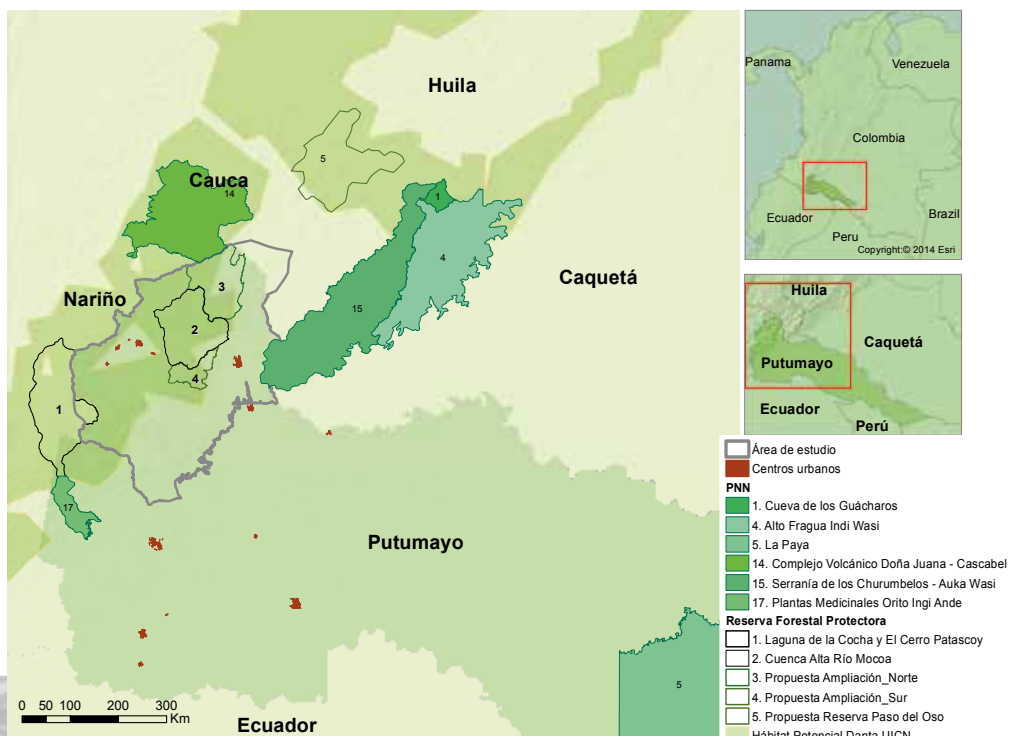 Huila
5
Cauca
14
1
4
Caquetá
3
Nariño
2
15
4
1
17
Putumayo
5
0 50 100 200 300
Km
Ecuador
Panama
Venezuela
Colombia
Ecuador
Brazil
Peru
Copyright:© 2014 Esri
Huila
Caquetá
Putumayo
Ecuador
Perú
Área de estudio
Centros urbanos
PNN
1. Cueva de los Guácharos
4. Alto Fragua Indi Wasi
5. La Paya
14. Complejo Volcánico Doña Juana - Cascabel
15. Serranía de los Churumbelos - Auka Wasi
17. Plantas Medicinales Orito Ingi Ande
Reserva Forestal Protectora
1. Laguna de la Cocha y El Cerro Patascoy
2. Cuenca Alta Río Mocoa
3. Propuesta Ampliación_Norte
4. Propuesta Ampliación_Sur
5. Propuesta Reserva Paso del Oso
Hábitat Potencial Danta UICN